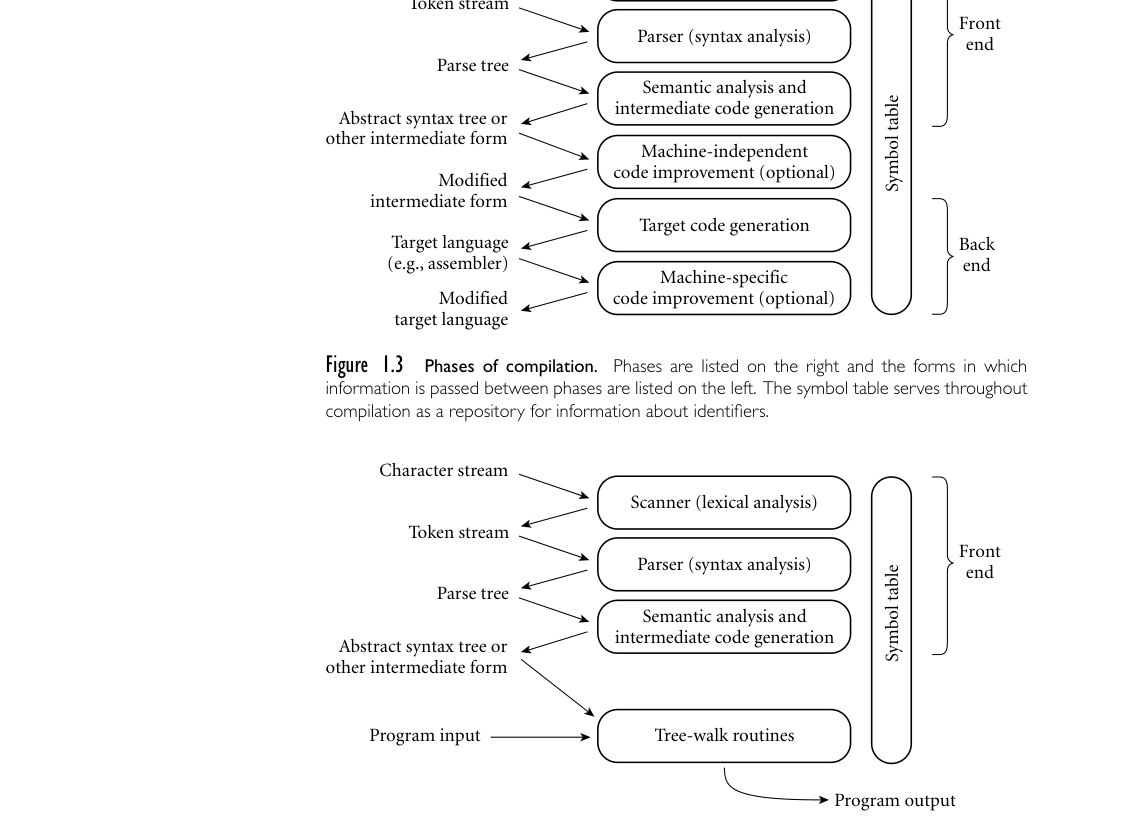 Token stream
Front
end
Parser (syntax analysis)
Parse tree
Semantic analysis and
intermediate code generation
Abstract syntax tree or
other intermediate form
Machine-independent
code improvement (optional)
Symbol table
Modified
intermediate form
Target code generation
Target language
(e.g., assembler)
Back
end
Machine-specific
code improvement (optional)
Modified
target language
Figure 1.3 Phases of compilation. Phases are listed on the right and the forms in which
information is passed between phases are listed on the left. The symbol table serves throughout
compilation as a repository for information about identifiers.
Character stream
Scanner (lexical analysis)
Token stream
Front
end
Parser (syntax analysis)
Parse tree
Semantic analysis and
intermediate code generation
Symbol table
Abstract syntax tree or
other intermediate form
Program input
Tree-walk routines
Program output